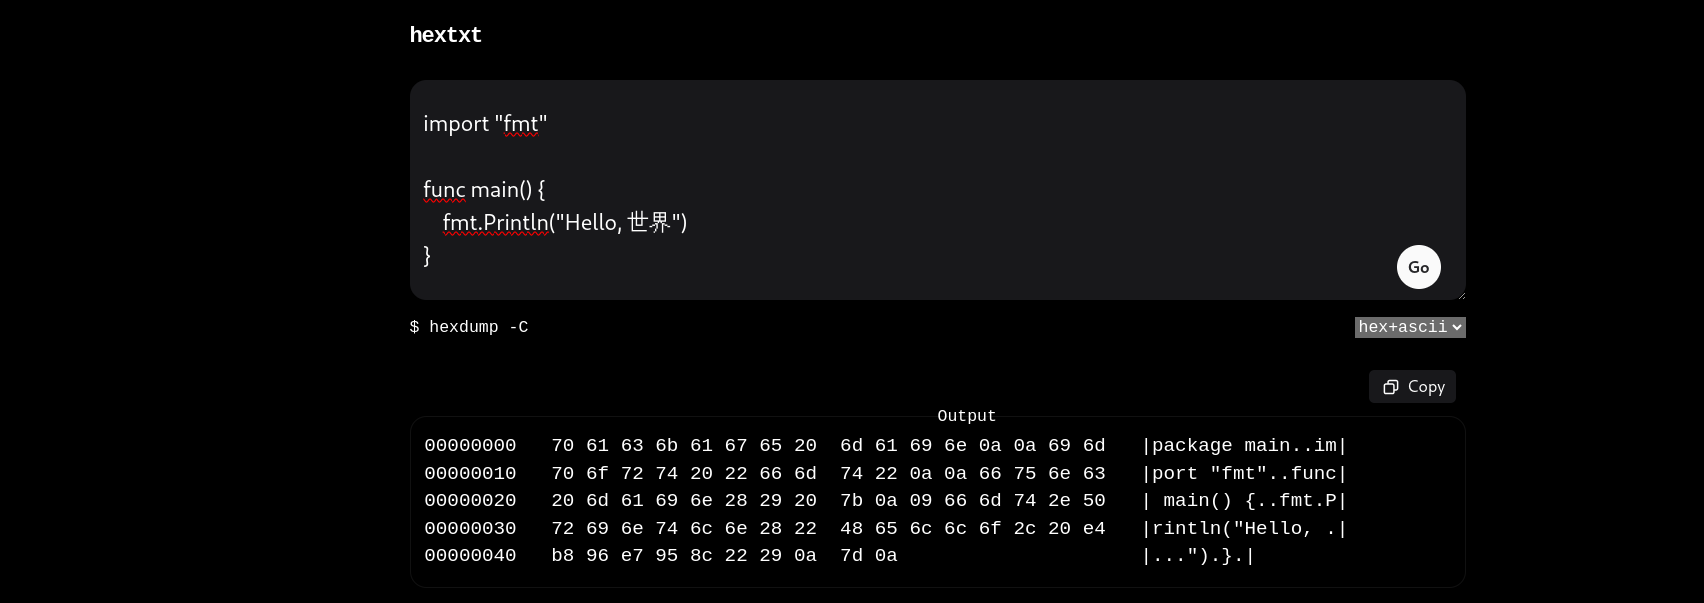 hextxt
import "fmt"
func main() {
    fmt.Println("Hello, 世界")
}
Go
$ hexdump -C
hex+ascii
Copy
Output
00000000   70 61 63 6b 61 67 65 20  6d 61 69 6e 0a 0a 69 6d   |package main..im|
00000010   70 6f 72 74 20 22 66 6d  74 22 0a 0a 66 75 6e 63   |port "fmt"..func|
00000020   20 6d 61 69 6e 28 29 20  7b 0a 09 66 6d 74 2e 50   | main() {..fmt.P|
00000030   72 69 6e 74 6c 6e 28 22  48 65 6c 6c 6f 2c 20 e4   |rintln("Hello, .|
00000040   b8 96 e7 95 8c 22 29 0a  7d 0a                     |...").}.|